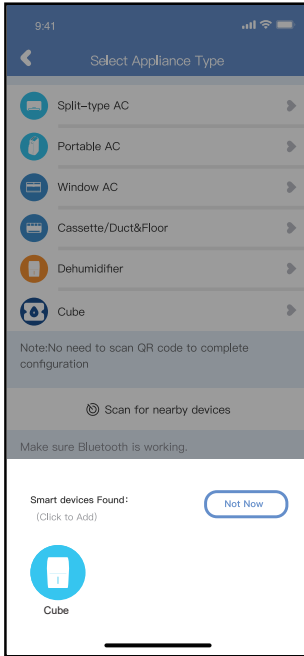 9:41
Select Appliance Type
Split-type AC
Portable AC
Window AC
Cassette/Duct&Floor
Dehumidifier
Cube
Note:No need to scan QR code to complete
configuration
Scan for nearby devices
Make sure Bluetooth is working.
Smart devices Found:
(Click to Add)
Not Now
Cube